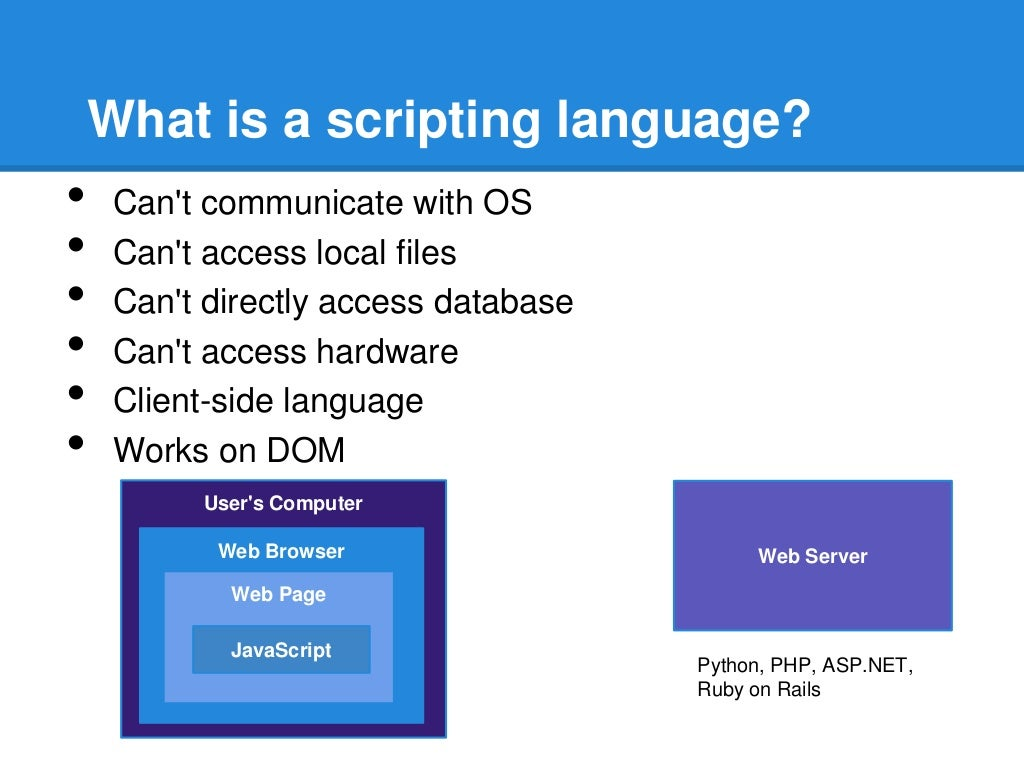 What is a scripting language?
• Can't communicate with OS
• Can't access local files
• Can't directly access database
• Can't access hardware
• Client-side language
• Works on DOM
User's Computer
Web Browser
Web Page
JavaScript
Web Server
Python, PHP, ASP.NET,
Ruby on Rails